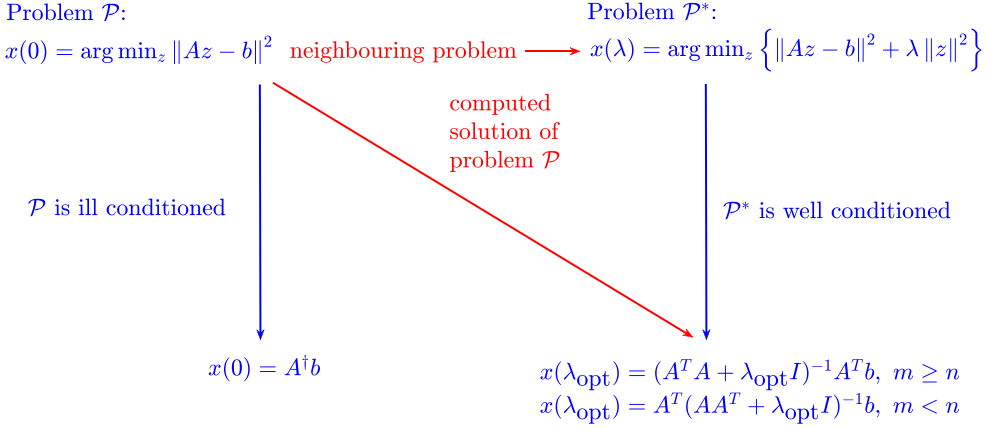 Problem 𝒫:
x(0) = arg min_z ‖Az − b‖²
neighbouring problem
Problem 𝒫*:
x(λ) = arg min_z {‖Az − b‖² + λ ‖z‖²}
computed
solution of
problem 𝒫
𝒫 is ill conditioned
𝒫* is well conditioned
x(0) = A†b
x(λ_opt) = (AᵀA + λ_opt I)⁻¹Aᵀb, m ≥ n
x(λ_opt) = Aᵀ(AAᵀ + λ_opt I)⁻¹b, m < n